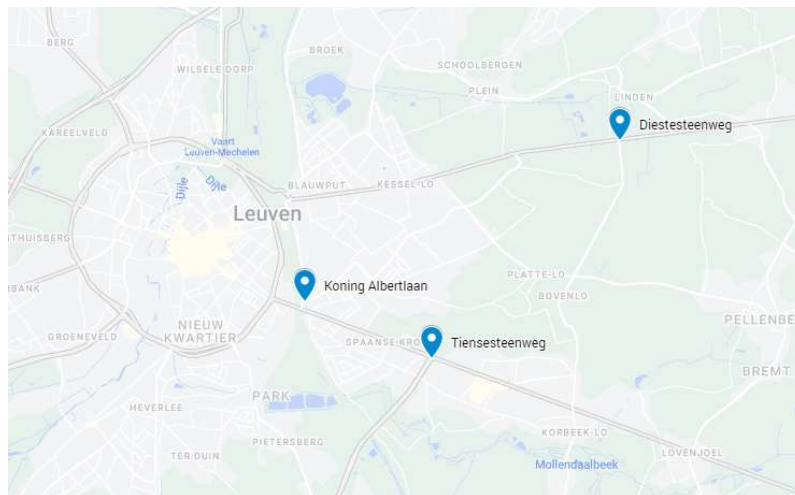 BERG
BROEK
WILSELE DORP
SCHOOLBERGEN
PLEIN
LINDEN
Diestesteenweg
KAREELVELD
Vaart
Leuven-Mechelen
Dijle
Dijle
BLAUWPUT
KESSEL-LO
Leuven
STHUISBERG
PLATTE-LO
BANK
Koning Albertlaan
BOVENLO
PELLENBE
NIEUW
KWARTIER
GROENEVELD
SPAANSE KRO
Tiensesteenweg
BREMT
PARK
HEVERLEE
KORBEEK-LO
PIETERSBERG
TER DUIN
LOVENJOEL
Mollendaalbeek